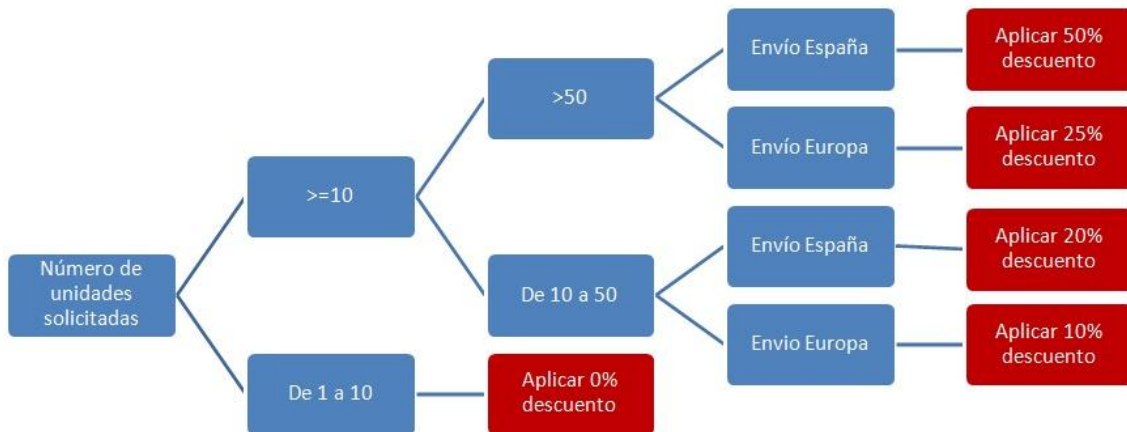 Número de
unidades
solicitadas
>=10
De 1 a 10
>50
De 10 a 50
Aplicar 0%
descuento
Envío España
Envío Europa
Envío España
Envio Europa
Aplicar 50%
descuento
Aplicar 25%
descuento
Aplicar 20%
descuento
Aplicar 10%
descuento